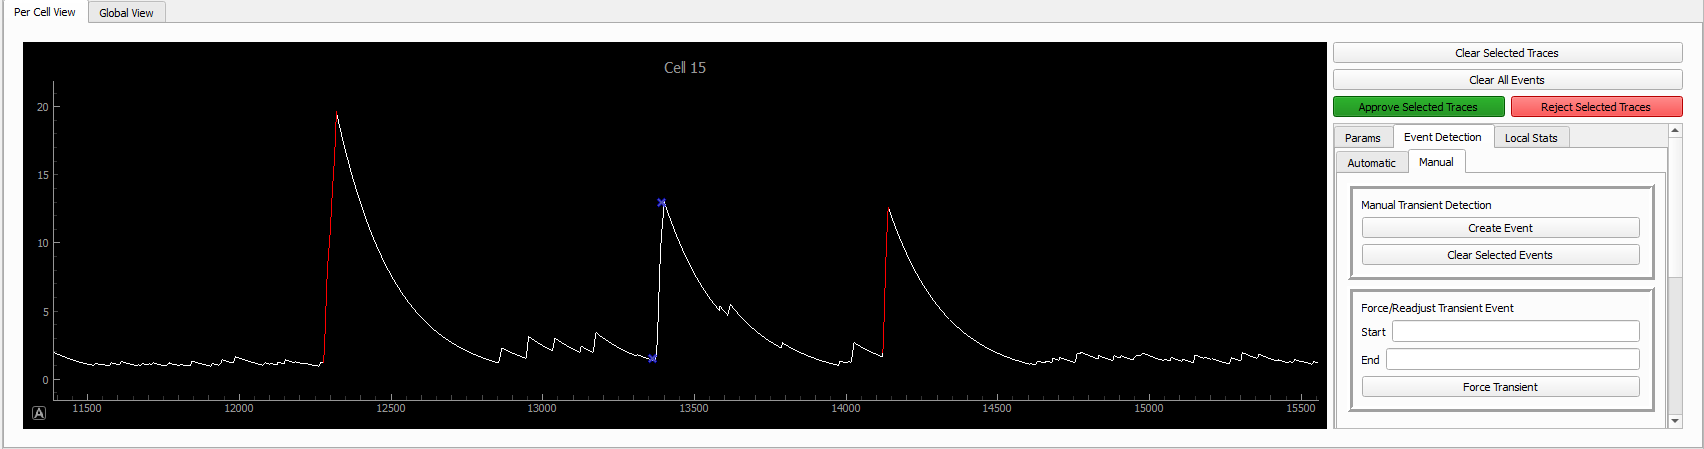 Per Cell View Global View
Cell 15
20
15
10
5
0
11500 12000 12500 13000 13500 14000 14500 15000 15500
A
Clear Selected Traces
Clear All Events
Approve Selected Traces Reject Selected Traces
Params Event Detection Local Stats
Automatic Manual
Manual Transient Detection
Create Event
Clear Selected Events
Force/Readjust Transient Event
Start
End
Force Transient